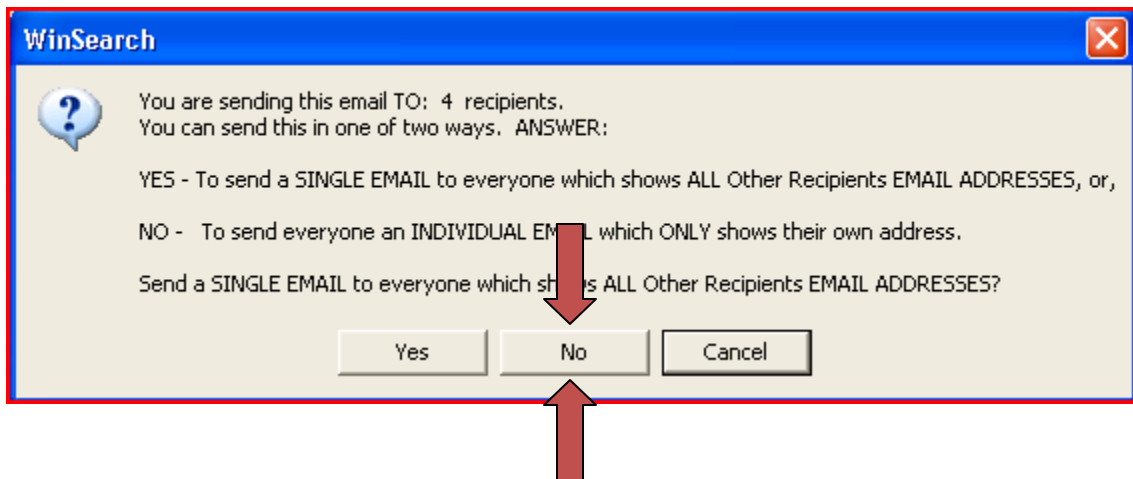 WinSearch
You are sending this email TO: 4 recipients.
You can send this in one of two ways. ANSWER:
YES - To send a SINGLE EMAIL to everyone which shows ALL Other Recipients EMAIL ADDRESSES, or,
NO - To send everyone an INDIVIDUAL EMAIL which ONLY shows their own address.
Send a SINGLE EMAIL to everyone which shows ALL Other Recipients EMAIL ADDRESSES?
Yes No Cancel